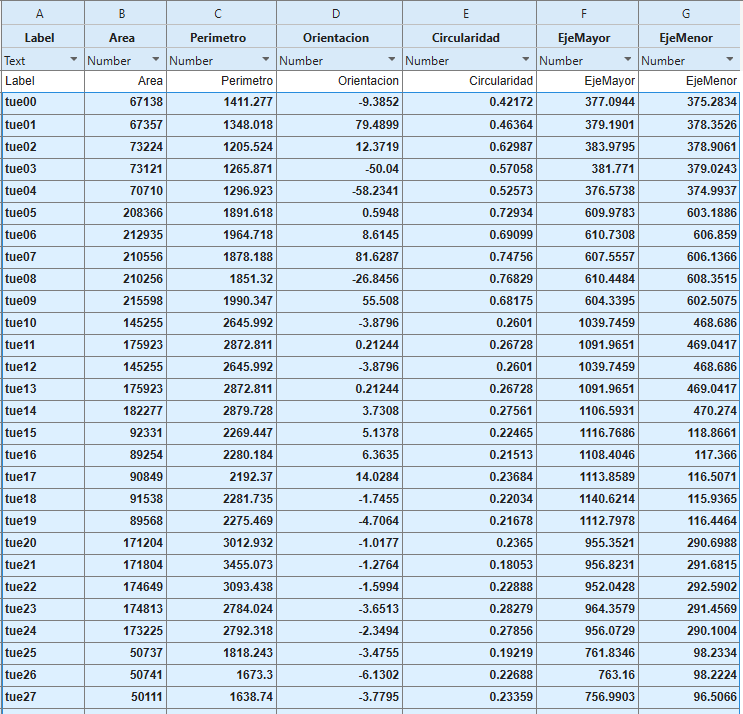 A B C D E F G
Label Area Perimetro Orientacion Circularidad EjeMayor EjeMenor
Text Number Number Number Number Number Number
Label Area Perimetro Orientacion Circularidad EjeMayor EjeMenor
tue00 67138 1411.277 -9.3852 0.42172 377.0944 375.2834
tue01 67357 1348.018 79.4899 0.46364 379.1901 378.3526
tue02 73224 1205.524 12.3719 0.62987 383.9795 378.9061
tue03 73121 1265.871 -50.04 0.57058 381.771 379.0243
tue04 70710 1296.923 -58.2341 0.52573 376.5738 374.9937
tue05 208366 1891.618 0.5948 0.72934 609.9783 603.1886
tue06 212935 1964.718 8.6145 0.69099 610.7308 606.859
tue07 210556 1878.188 81.6287 0.74756 607.5557 606.1366
tue08 210256 1851.32 -26.8456 0.76829 610.4484 608.3515
tue09 215598 1990.347 55.508 0.68175 604.3395 602.5075
tue10 145255 2645.992 -3.8796 0.2601 1039.7459 468.686
tue11 175923 2872.811 0.21244 0.26728 1091.9651 469.0417
tue12 145255 2645.992 -3.8796 0.2601 1039.7459 468.686
tue13 175923 2872.811 0.21244 0.26728 1091.9651 469.0417
tue14 182277 2879.728 3.7308 0.27561 1106.5931 470.274
tue15 92331 2269.447 5.1378 0.22465 1116.7686 118.8661
tue16 89254 2280.184 6.3635 0.21513 1108.4046 117.366
tue17 90849 2192.37 14.0284 0.23684 1113.8589 116.5071
tue18 91538 2281.735 -1.7455 0.22034 1140.6214 115.9365
tue19 89568 2275.469 -4.7064 0.21678 1112.7978 116.4464
tue20 171204 3012.932 -1.0177 0.2365 955.3521 290.6988
tue21 171804 3455.073 -1.2764 0.18053 956.8231 291.6815
tue22 174649 3093.438 -1.5994 0.22888 952.0428 292.5902
tue23 174813 2784.024 -3.6513 0.28279 964.3579 291.4569
tue24 173225 2792.318 -2.3494 0.27856 956.0729 290.1004
tue25 50737 1818.243 -3.4755 0.19219 761.8346 98.2334
tue26 50741 1673.3 -6.1302 0.22688 763.16 98.2224
tue27 50111 1638.74 -3.7795 0.23359 756.9903 96.5066